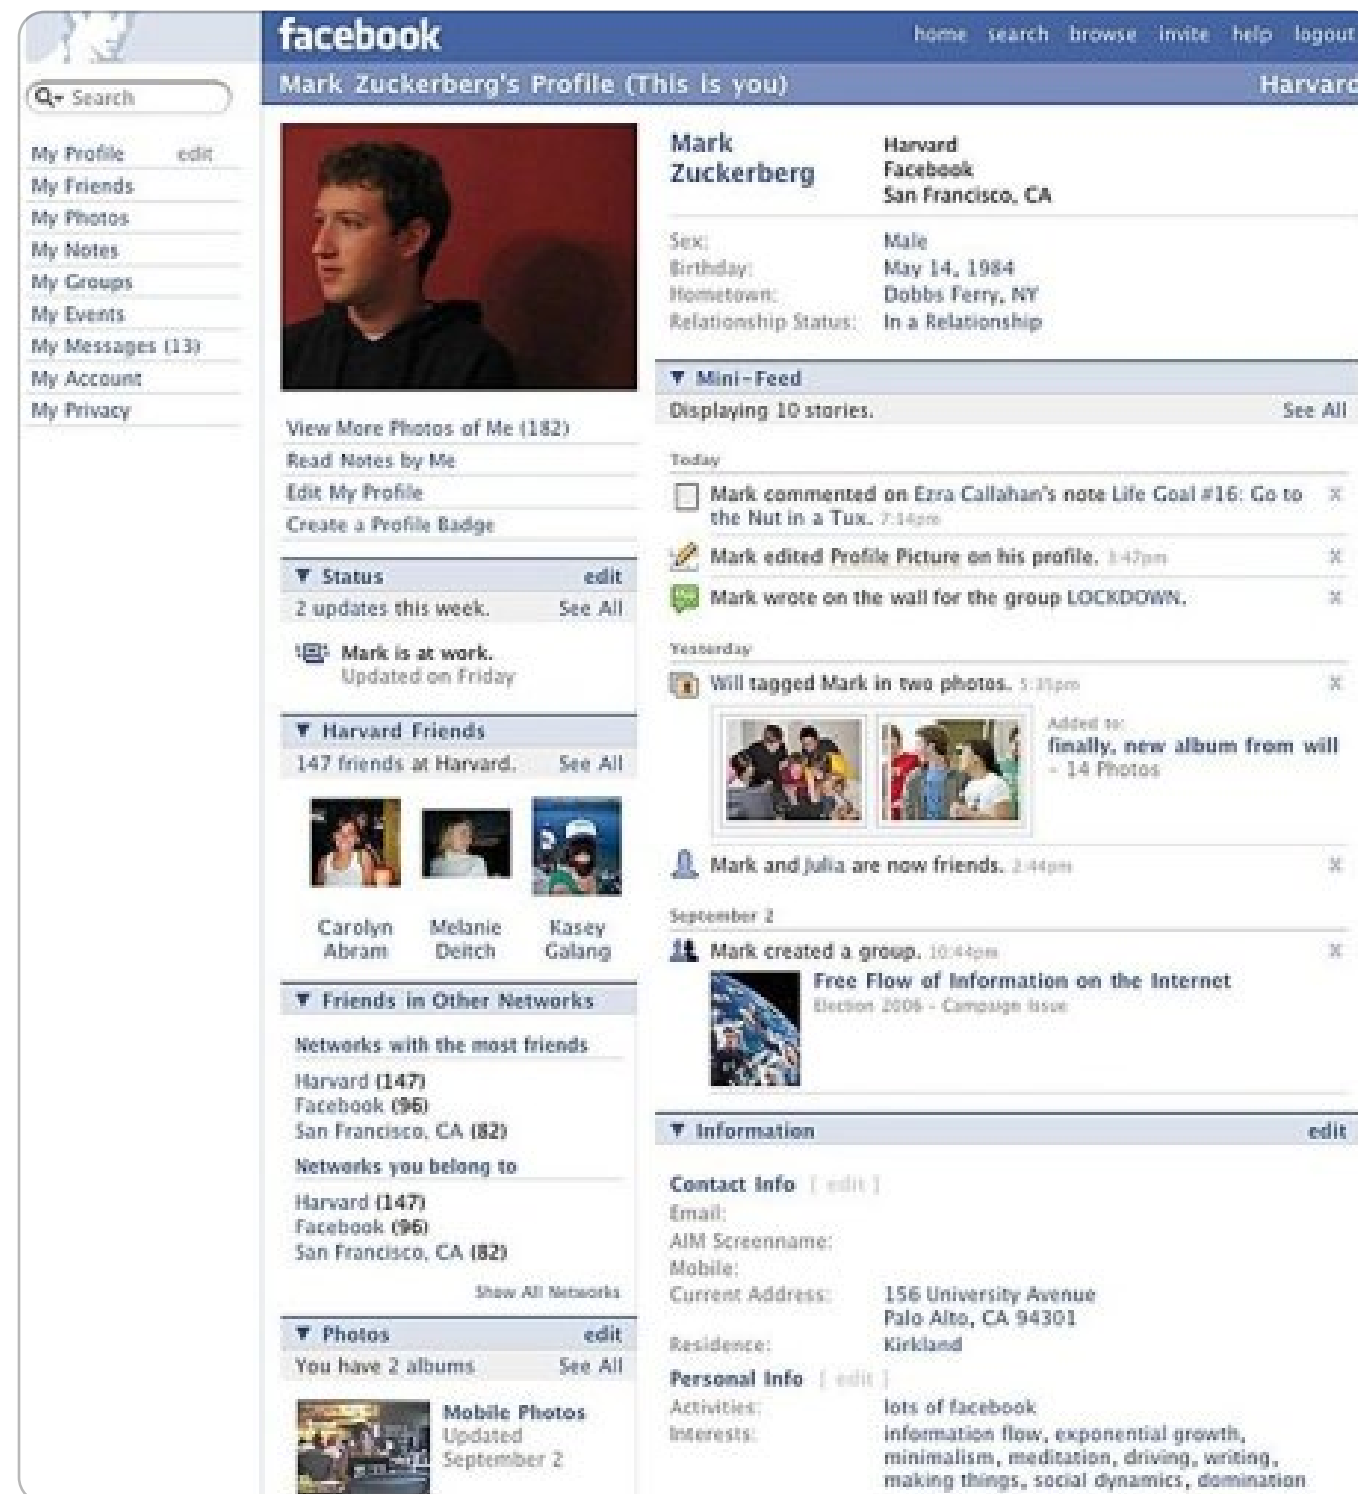 facebook
home search browse invite help logout
Mark Zuckerberg's Profile (This is you)
Harvard
Search
My Profile edit
My Friends
My Photos
My Notes
My Groups
My Events
My Messages (13)
My Account
My Privacy
View More Photos of Me (182)
Read Notes by Me
Edit My Profile
Create a Profile Badge
▼ Status edit
2 updates this week. See All
Mark is at work.
Updated on Friday
▼ Harvard Friends
147 friends at Harvard. See All
Carolyn Abram
Melanie Deitch
Kasey Galang
▼ Friends in Other Networks
Networks with the most friends
Harvard (147)
Facebook (96)
San Francisco, CA (82)
Networks you belong to
Harvard (147)
Facebook (96)
San Francisco, CA (82)
Show All Networks
▼ Photos edit
You have 2 albums See All
Mobile Photos
Updated
September 2
Mark
Zuckerberg
Harvard
Facebook
San Francisco, CA
Sex: Male
Birthday: May 14, 1984
Hometown: Dobbs Ferry, NY
Relationship Status: In a Relationship
▼ Mini-Feed
Displaying 10 stories. See All
Today
Mark commented on Ezra Callahan's note Life Goal #16: Go to
the Nut in a Tux. 7:14pm
Mark edited Profile Picture on his profile. 3:47pm
Mark wrote on the wall for the group LOCKDOWN.
Yesterday
Will tagged Mark in two photos. 5:35pm
Added to:
finally, new album from will
- 14 Photos
Mark and Julia are now friends. 2:44pm
September 2
Mark created a group. 10:44pm
Free Flow of Information on the Internet
Election 2006 - Campaign Issue
▼ Information edit
Contact Info [ edit ]
Email:
AIM Screenname:
Mobile:
Current Address: 156 University Avenue
Palo Alto, CA 94301
Residence: Kirkland
Personal Info [ edit ]
Activities: lots of facebook
Interests: information flow, exponential growth,
minimalism, meditation, driving, writing,
making things, social dynamics, domination